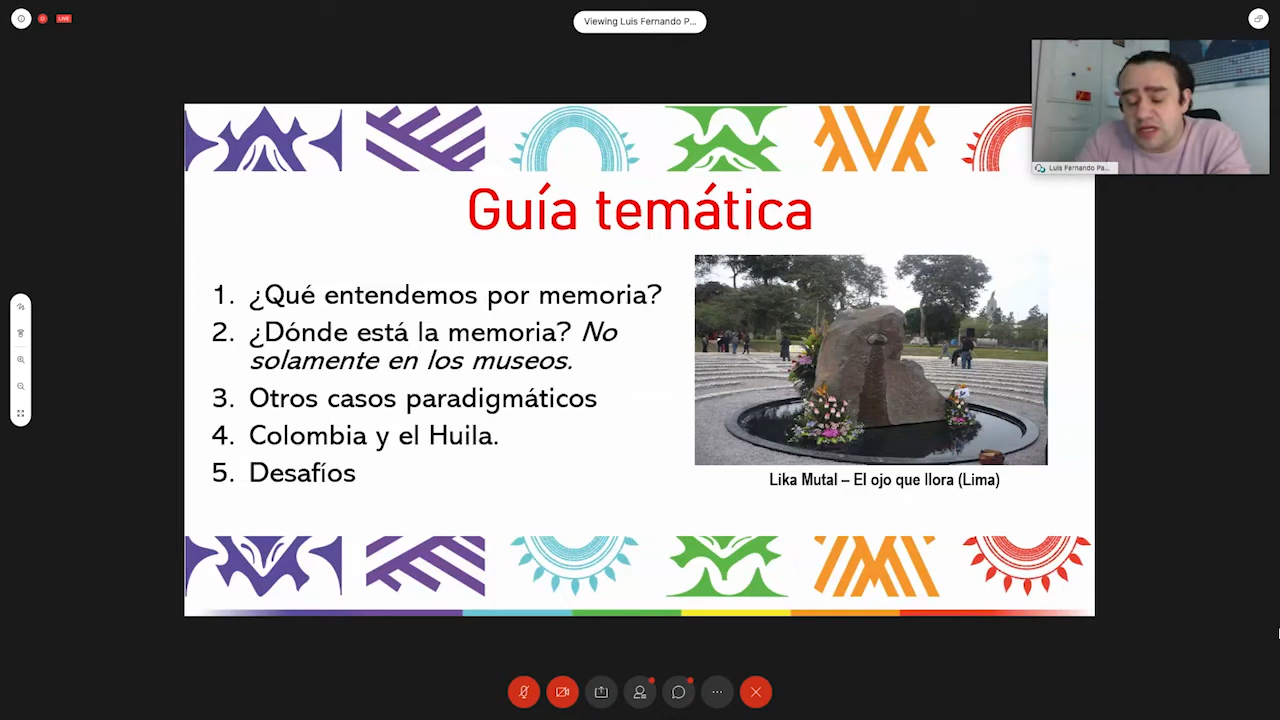 LIVE
Viewing Luis Fernando P...
Luis Fernando Pa...
Guía temática
1. ¿Qué entendemos por memoria?
2. ¿Dónde está la memoria? No
solamente en los museos.
3. Otros casos paradigmáticos
4. Colombia y el Huila.
5. Desafíos
Lika Mutal – El ojo que llora (Lima)